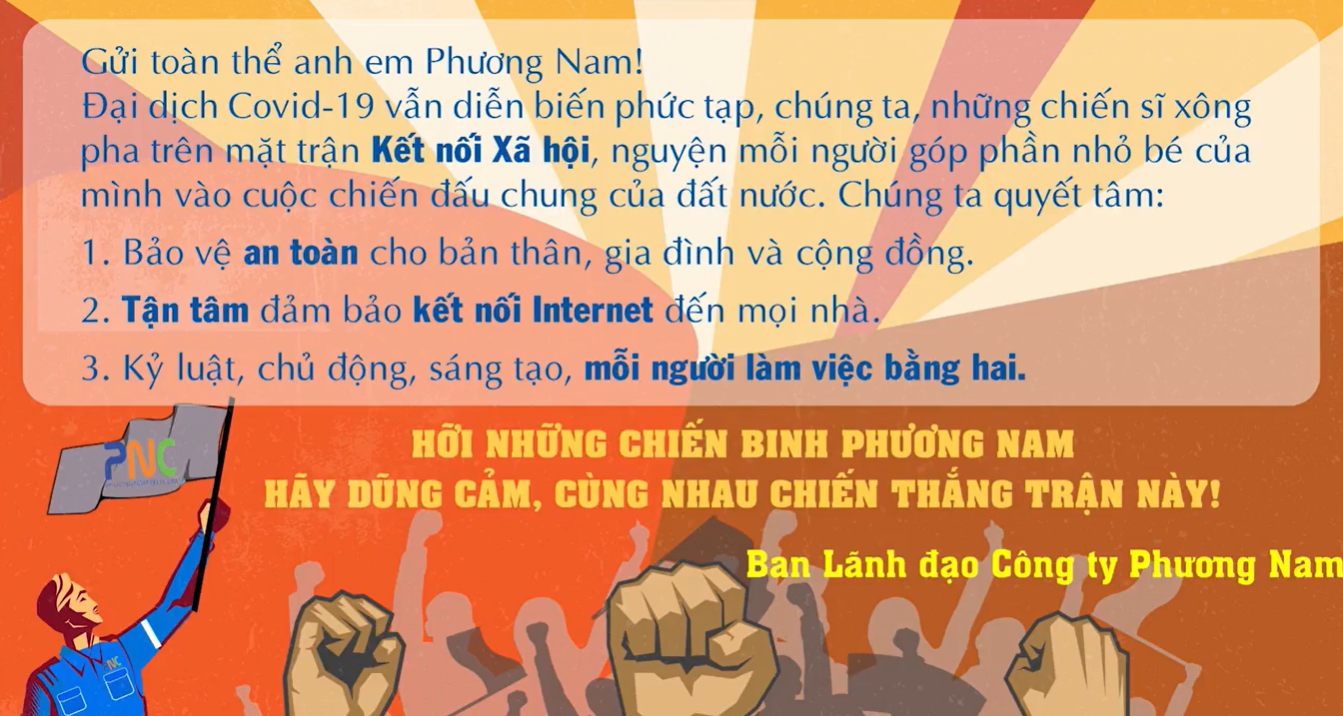 Gửi toàn thể anh em Phương Nam!
Đại dịch Covid-19 vẫn diễn biến phức tạp, chúng ta, những chiến sĩ xông
pha trên mặt trận Kết nối Xã hội, nguyện mỗi người góp phần nhỏ bé của
mình vào cuộc chiến đấu chung của đất nước. Chúng ta quyết tâm:
1. Bảo vệ an toàn cho bản thân, gia đình và cộng đồng.
2. Tận tâm đảm bảo kết nối Internet đến mọi nhà.
3. Kỷ luật, chủ động, sáng tạo, mỗi người làm việc bằng hai.
PNC
HỠI NHỮNG CHIẾN BINH PHƯƠNG NAM
HÃY DŨNG CẢM, CÙNG NHAU CHIẾN THẮNG TRẬN NÀY!
Ban Lãnh đạo Công ty Phương Nam
PNC